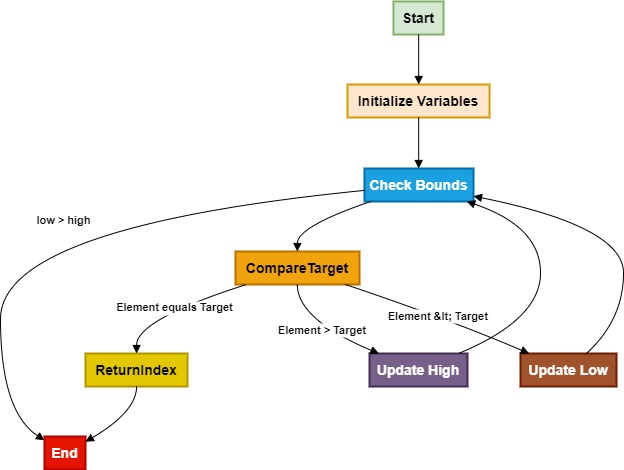 Start
Initialize Variables
Check Bounds
low > high
CompareTarget
Element equals Target
Element > Target
Element &lt; Target
ReturnIndex
Update High
Update Low
End